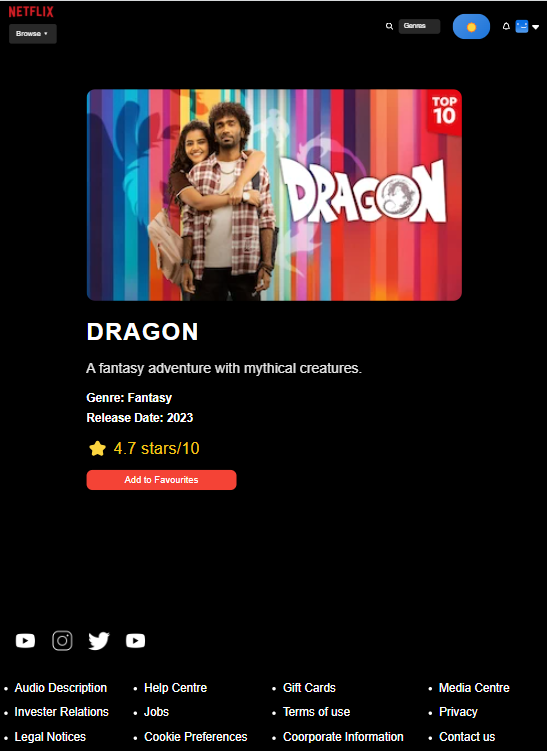 NETFLIX
Browse
Genres
TOP
10
DRAGON
DRAGON
A fantasy adventure with mythical creatures.
Genre: Fantasy
Release Date: 2023
4.7 stars/10
Add to Favourites
Audio Description
Help Centre
Gift Cards
Media Centre
Invester Relations
Jobs
Terms of use
Privacy
Legal Notices
Cookie Preferences
Coorporate Information
Contact us